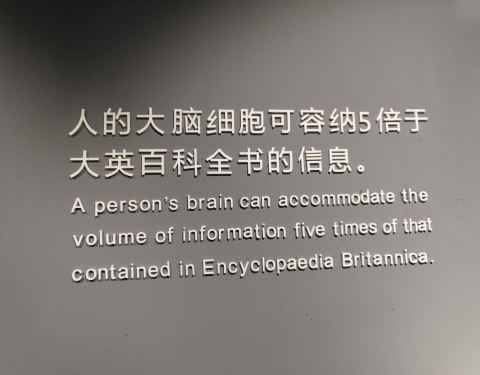 人的大脑细胞可容纳5倍于
大英百科全书的信息。
A person's brain can accommodate the
volume of information five times of that
contained in Encyclopaedia Britannica.